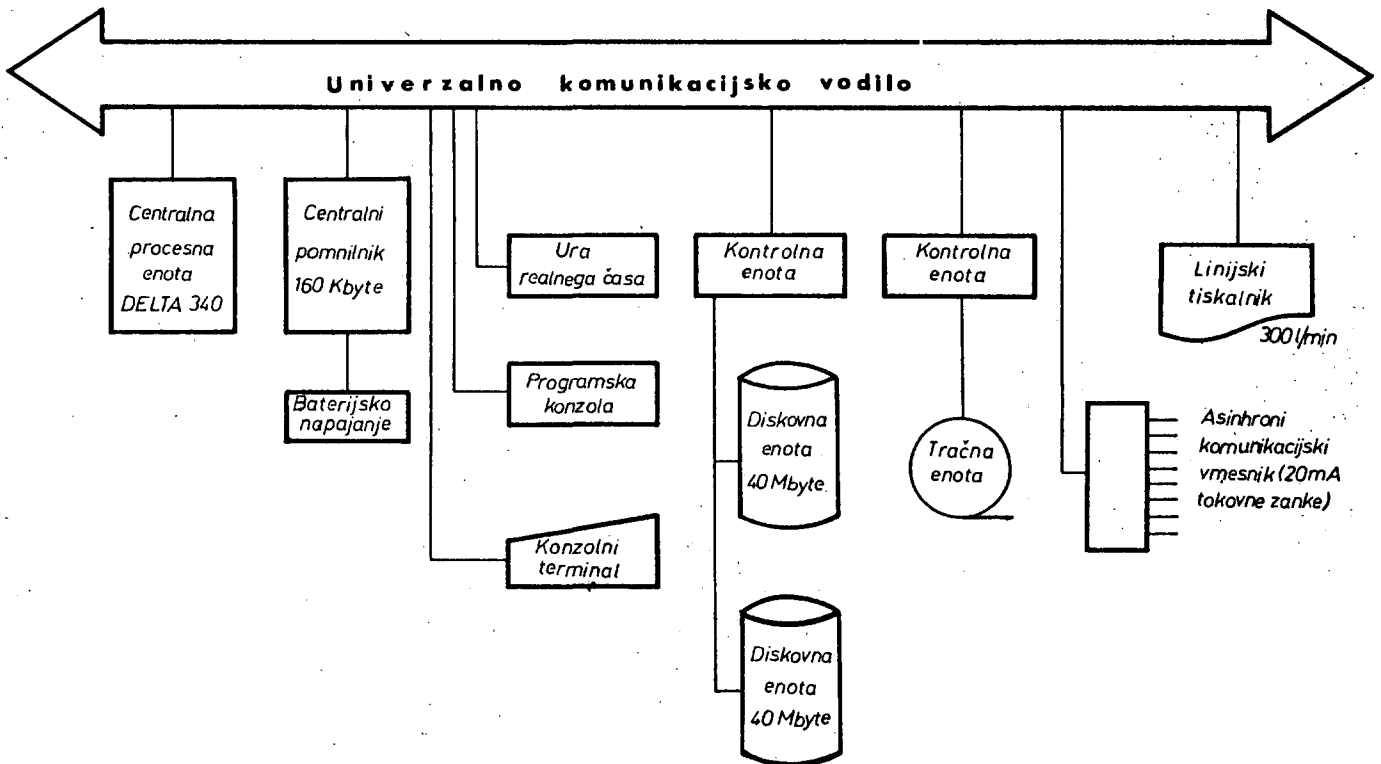 Univerzalno komunikacijsko vodilo
Centralna
procesna
enota
DELTA 340
Centralni
pomnilnik
160 Kbyte
Baterijsko
napajanje
Ura
realnega časa
Programska
konzola
Konzolni
terminal
Kontrolna
enota
Diskovna
enota
40 Mbyte
Diskovna
enota
40 Mbyte
Kontrolna
enota
Tračna
enota
Linijski
tiskalnik
300 l/min
Asinhroni
komunikacijski
vmesnik (20mA
tokovne zanke)